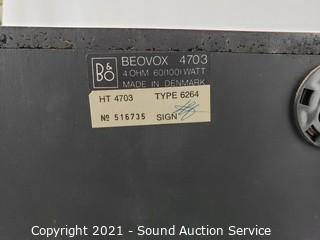 B&O
BEOVOX 4703
4 OHM 60(100) WATT
MADE IN DENMARK
HT 4703 TYPE 6264
Nº 516735 SIGN
Copyright 2021 - Sound Auction Service